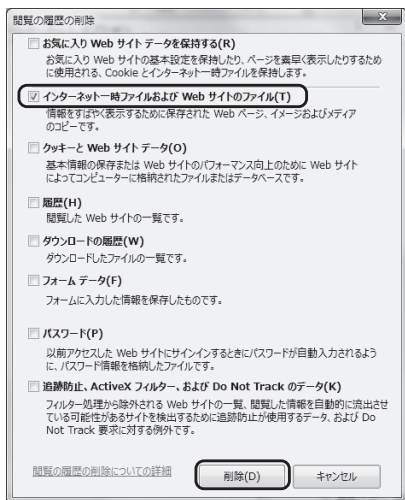 閲覧の履歴の削除
お気に入り Web サイト データを保持する(R)
お気に入り Web サイトの基本設定を保持したり、ページを素早く表示したりするため
に使用される、Cookie とインターネット一時ファイルを保持します。
インターネット一時ファイルおよび Web サイトのファイル(T)
情報をすばやく表示するために保存された Web ページ、イメージおよびメディア
のコピーです。
クッキーと Web サイト データ(O)
基本情報の保存または Web サイトのパフォーマンス向上のために Web サイト
によってコンピューターに格納されたファイルまたはデータベースです。
履歴(H)
閲覧した Web サイトの一覧です。
ダウンロードの履歴(W)
ダウンロードしたファイルの一覧です。
フォーム データ(F)
フォームに入力した情報を保存したものです。
パスワード(P)
以前アクセスした Web サイトにサインインするときにパスワードが自動入力されるよう
に、パスワード情報を格納したファイルです。
追跡防止、ActiveX フィルター、および Do Not Track のデータ(K)
フィルター処理から除外される Web サイトの一覧、閲覧した情報を自動的に流出させ
ている可能性があるサイトを検出するために追跡防止が使用するデータ、および Do
Not Track 要求に対する例外です。
閲覧の履歴の削除についての詳細
削除(D)
キャンセル